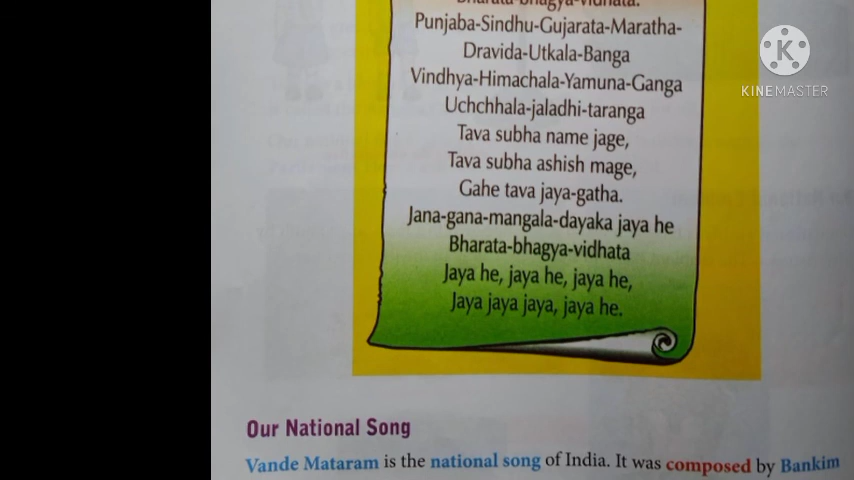 Bharata-bhagya-vidhata.
Punjaba-Sindhu-Gujarata-Maratha-
Dravida-Utkala-Banga
Vindhya-Himachala-Yamuna-Ganga
Uchchhala-jaladhi-taranga
Tava subha name jage,
Tava subha ashish mage,
Gahe tava jaya-gatha.
Jana-gana-mangala-dayaka jaya he
Bharata-bhagya-vidhata
Jaya he, jaya he, jaya he,
Jaya jaya jaya, jaya he.
K
KINEMASTER
Our National Song
Vande Mataram is the national song of India. It was composed by Bankim